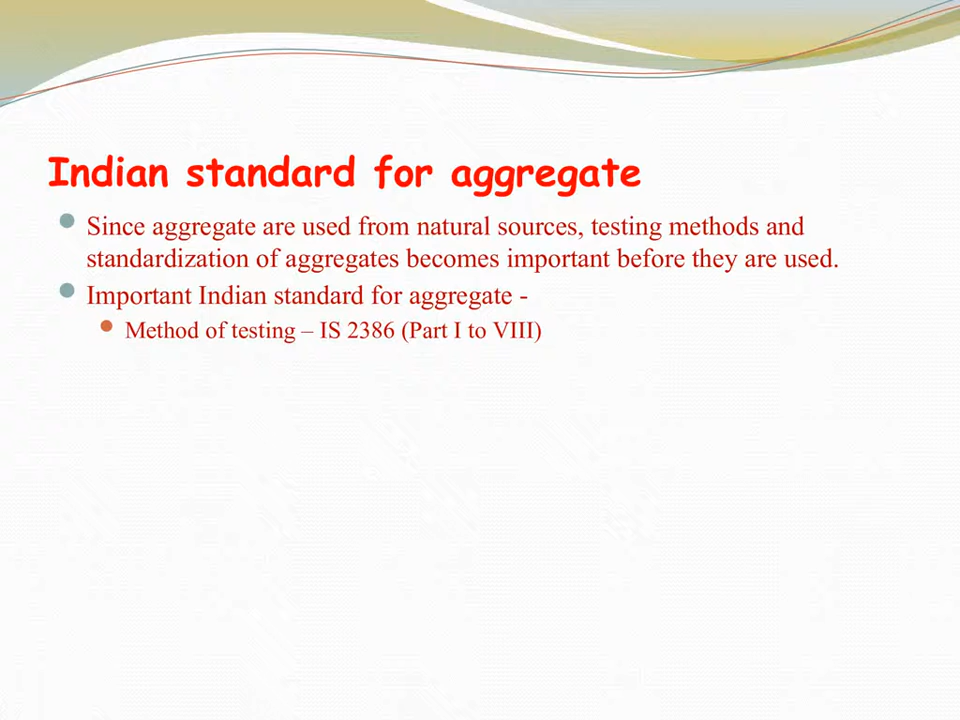 Indian standard for aggregate
Since aggregate are used from natural sources, testing methods and
standardization of aggregates becomes important before they are used.
Important Indian standard for aggregate -
Method of testing – IS 2386 (Part I to VIII)